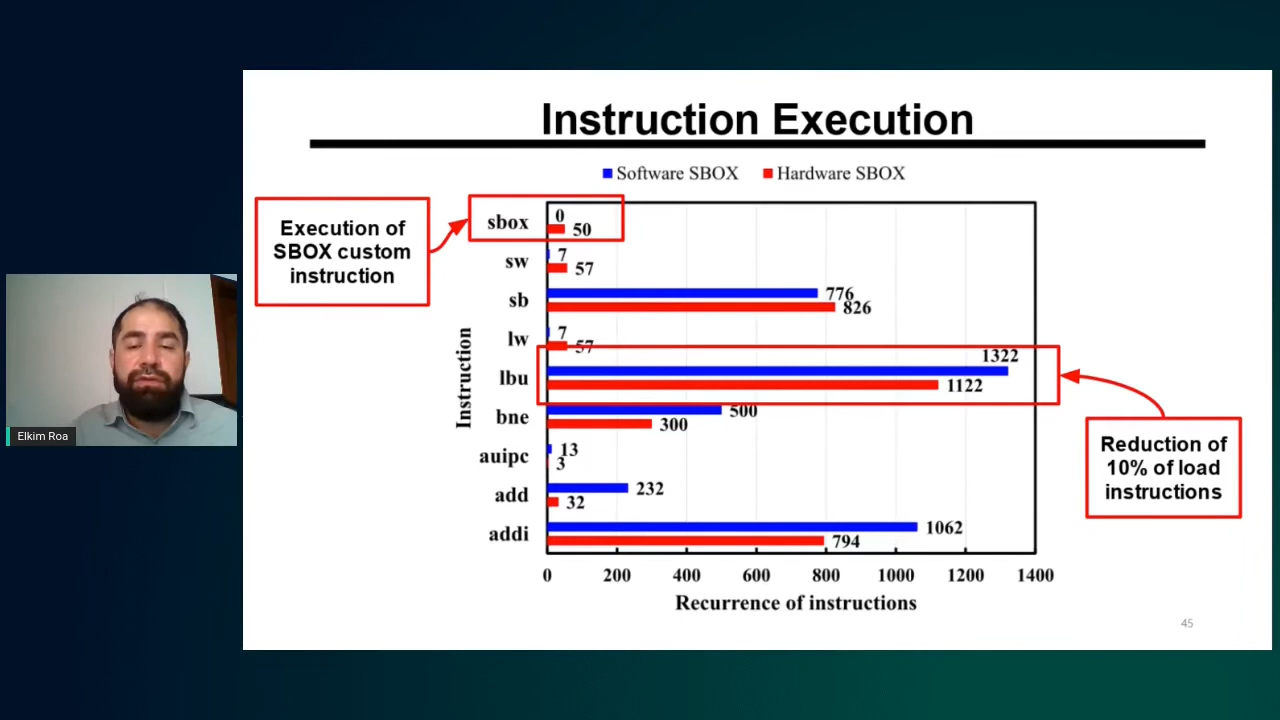 Instruction Execution
Software SBOX
Hardware SBOX
Execution of
SBOX custom
instruction
Elkim Roa
Instruction
sbox
0
50
sw
7
57
sb
776
826
lw
7
57
lbu
1322
1122
bne
500
300
auipc
13
3
add
232
32
addi
1062
794
0 200 400 600 800 1000 1200 1400
Recurrence of instructions
Reduction of
10% of load
instructions
45